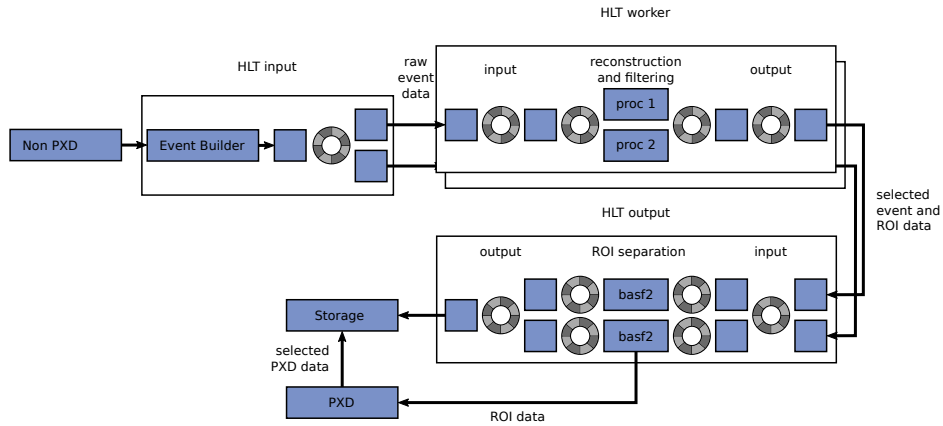 HLT worker
HLT input
raw
event
data
input
reconstruction
and filtering
output
proc 1
proc 2
Non PXD
Event Builder
selected
event and
ROI data
HLT output
output
ROI separation
input
basf2
basf2
Storage
selected
PXD data
PXD
ROI data